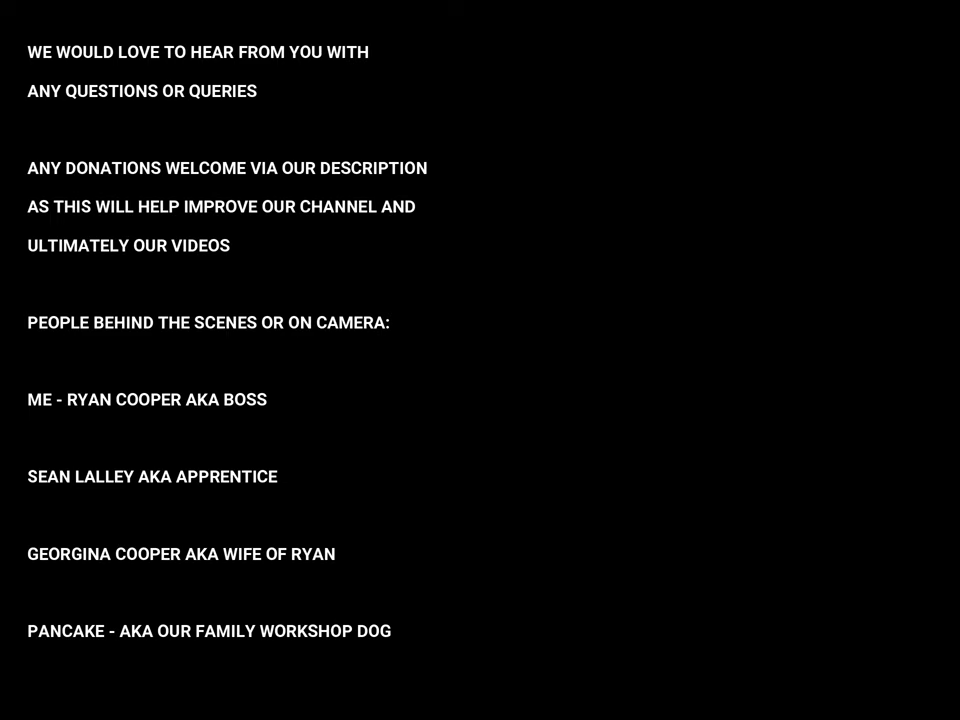 WE WOULD LOVE TO HEAR FROM YOU WITH
ANY QUESTIONS OR QUERIES
ANY DONATIONS WELCOME VIA OUR DESCRIPTION
AS THIS WILL HELP IMPROVE OUR CHANNEL AND
ULTIMATELY OUR VIDEOS
PEOPLE BEHIND THE SCENES OR ON CAMERA:
ME - RYAN COOPER AKA BOSS
SEAN LALLEY AKA APPRENTICE
GEORGINA COOPER AKA WIFE OF RYAN
PANCAKE - AKA OUR FAMILY WORKSHOP DOG